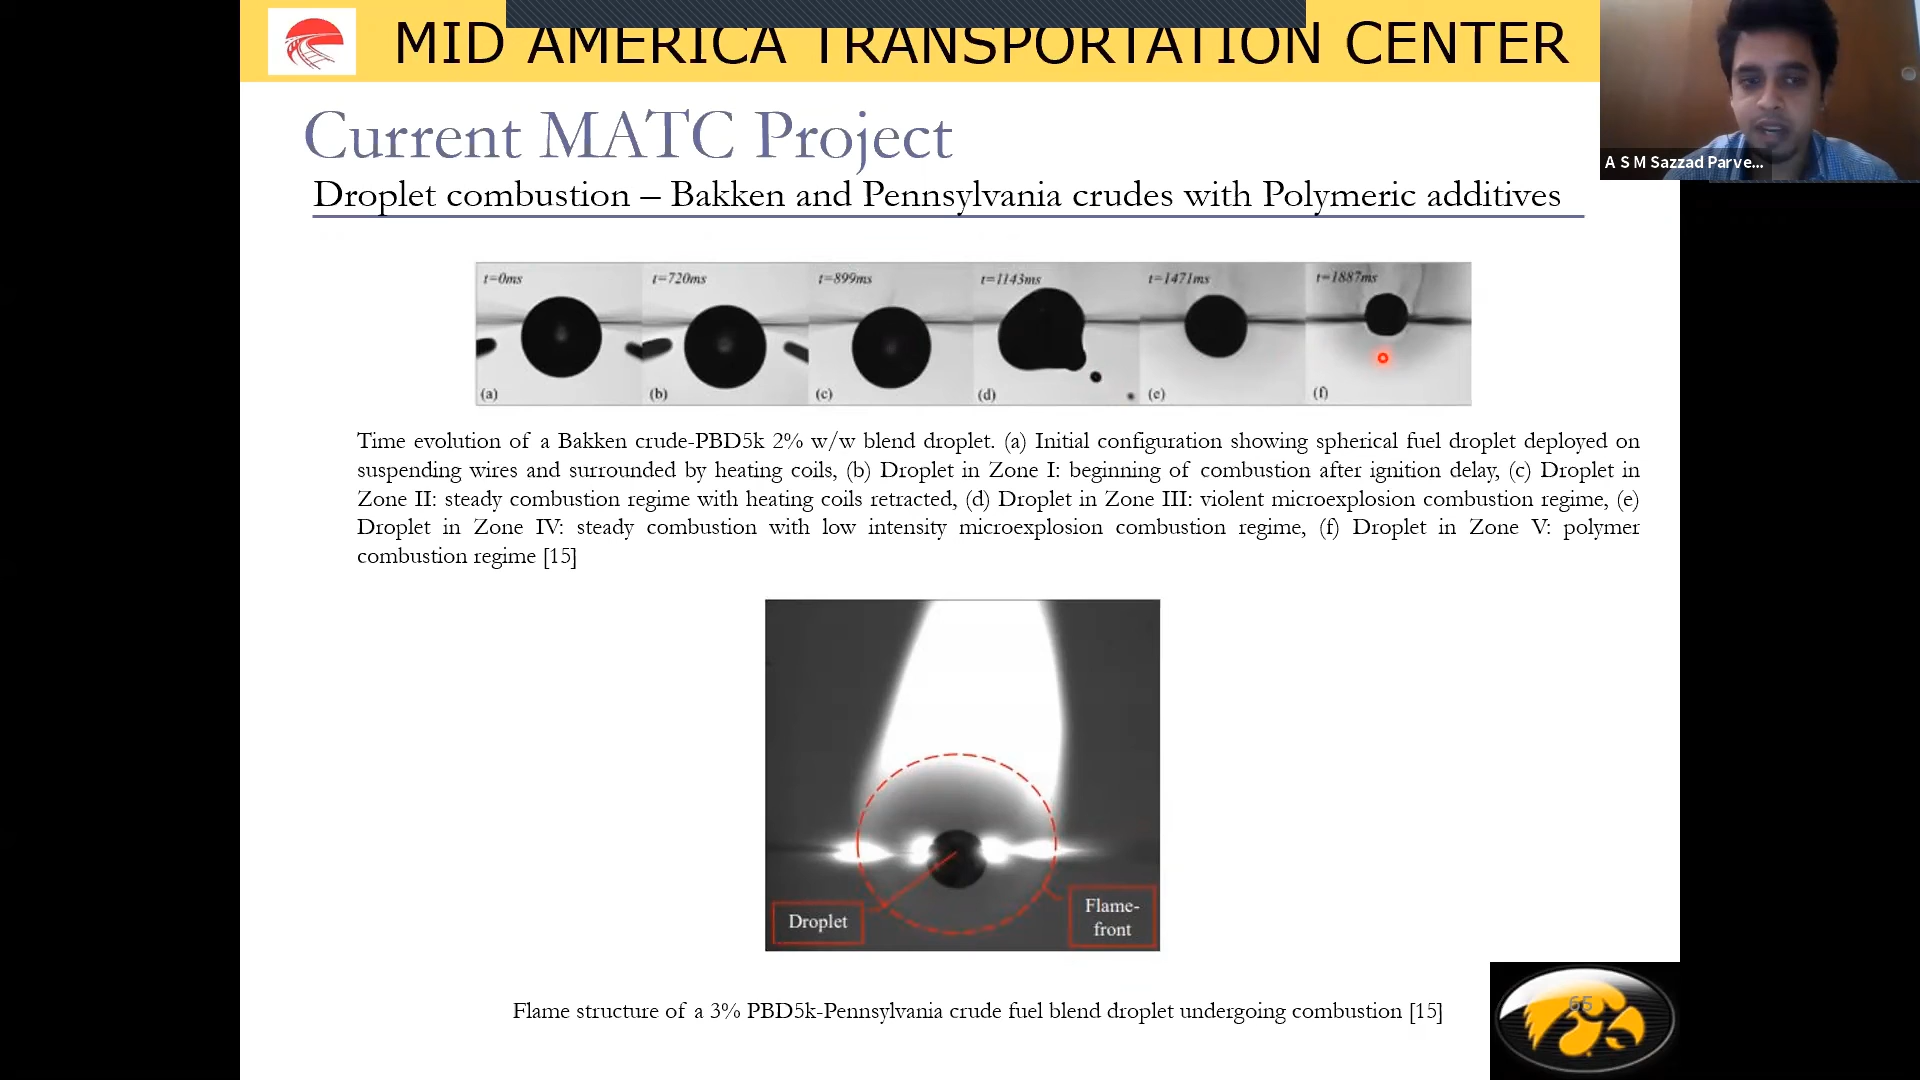 MID AMERICA TRANSPORTATION CENTER
A S M Sazzad Parve...
Current MATC Project
Droplet combustion – Bakken and Pennsylvania crudes with Polymeric additives
t=0ms t=720ms t=899ms t=1143ms t=1471ms t=1887ms
(a) (b) (c) (d) (e) (f)
Time evolution of a Bakken crude-PBD5k 2% w/w blend droplet. (a) Initial configuration showing spherical fuel droplet deployed on
suspending wires and surrounded by heating coils, (b) Droplet in Zone I: beginning of combustion after ignition delay, (c) Droplet in
Zone II: steady combustion regime with heating coils retracted, (d) Droplet in Zone III: violent microexplosion combustion regime, (e)
Droplet in Zone IV: steady combustion with low intensity microexplosion combustion regime, (f) Droplet in Zone V: polymer
combustion regime [15]
Droplet
Flame-
front
Flame structure of a 3% PBD5k-Pennsylvania crude fuel blend droplet undergoing combustion [15]
65